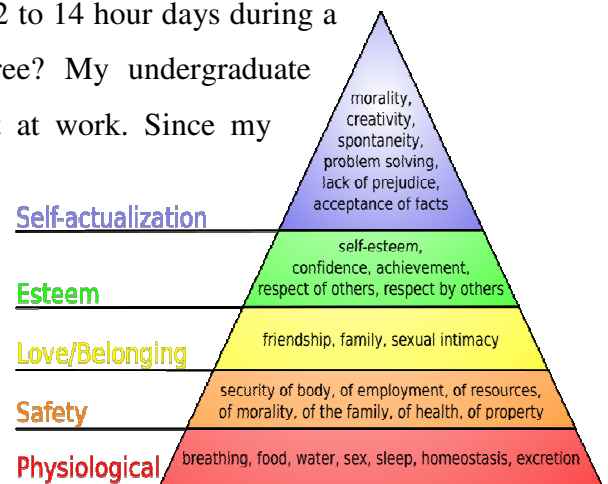 2 to 14 hour days during a
ree? My undergraduate
at work. Since my
morality,
creativity,
spontaneity,
problem solving,
lack of prejudice,
acceptance of facts
Self-actualization
self-esteem,
confidence, achievement,
respect of others, respect by others
Esteem
friendship, family, sexual intimacy
Love/Belonging
security of body, of employment, of resources,
of morality, of the family, of health, of property
Safety
breathing, food, water, sex, sleep, homeostasis, excretion
Physiological